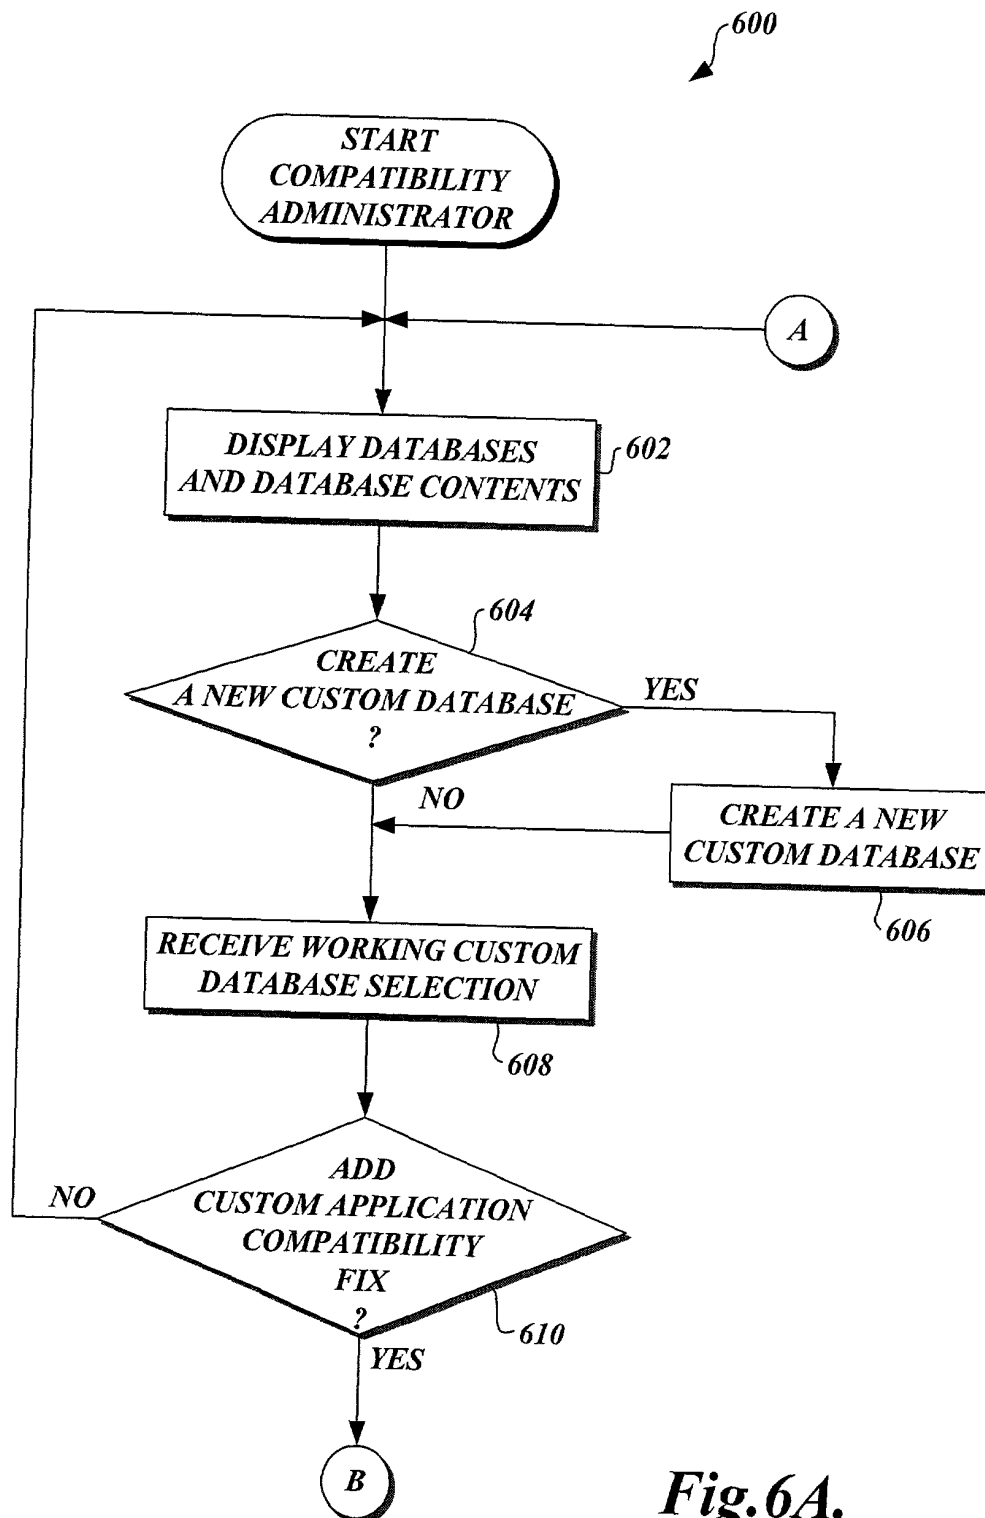 600
START
COMPATIBILITY
ADMINISTRATOR
A
DISPLAY DATABASES
AND DATABASE CONTENTS
602
604
CREATE
A NEW CUSTOM DATABASE
?
YES
NO
CREATE A NEW
CUSTOM DATABASE
606
RECEIVE WORKING CUSTOM
DATABASE SELECTION
608
NO
ADD
CUSTOM APPLICATION
COMPATIBILITY
FIX
?
610
YES
B
Fig.6A.